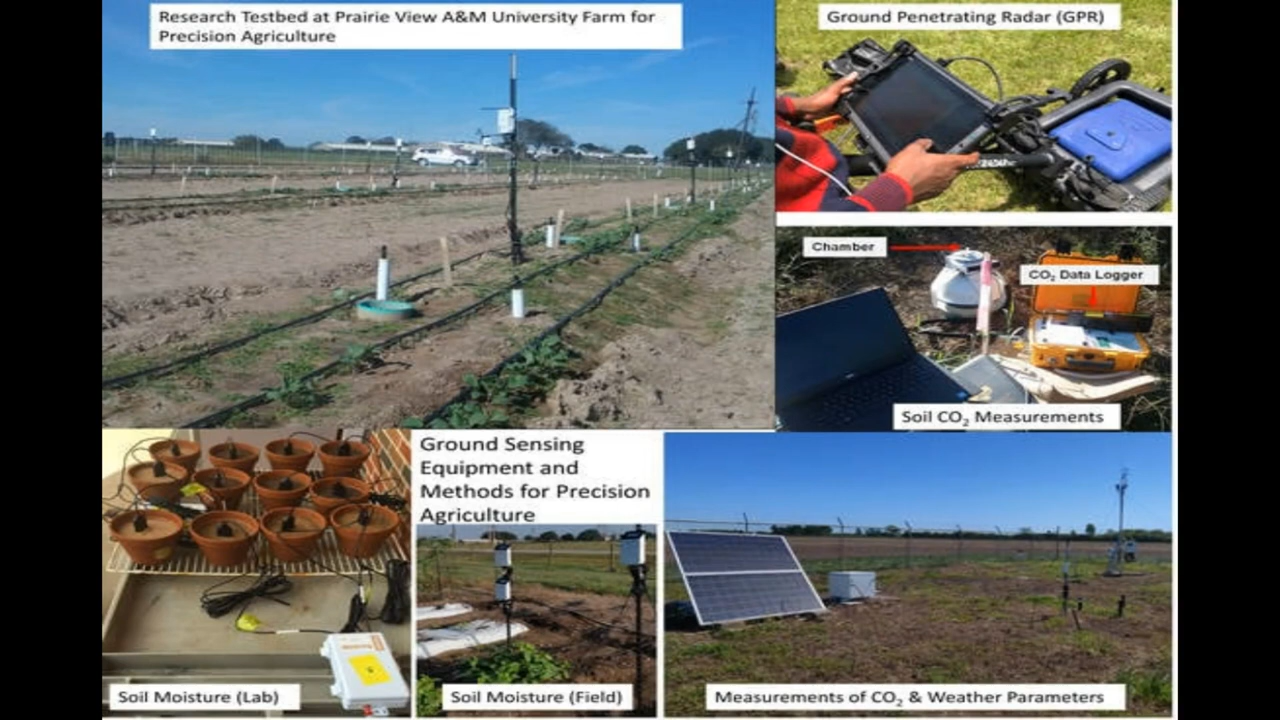 Research Testbed at Prairie View A&M University Farm for
Precision Agriculture
Ground Penetrating Radar (GPR)
Chamber
CO₂ Data Logger
Soil CO₂ Measurements
Ground Sensing
Equipment and
Methods for Precision
Agriculture
Soil Moisture (Lab)
Soil Moisture (Field)
Measurements of CO₂ & Weather Parameters